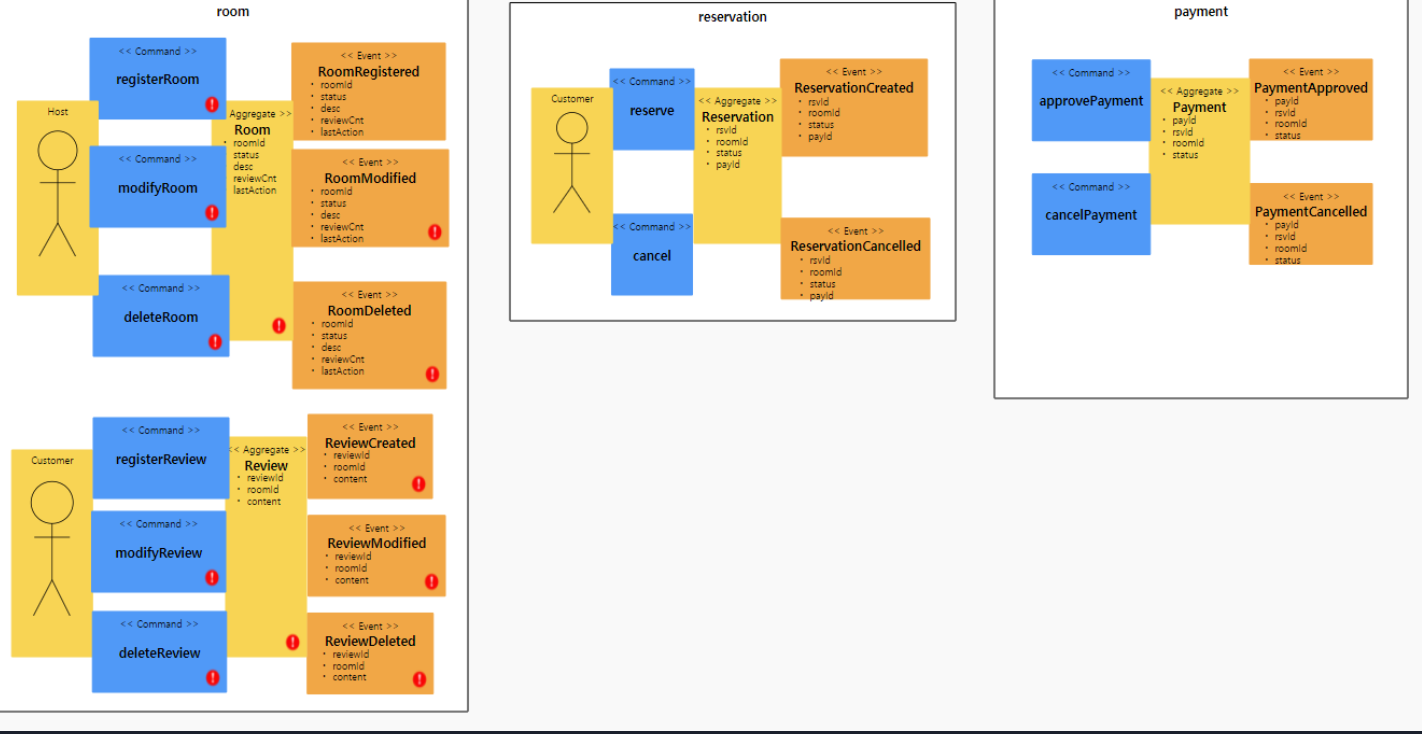 room
<< Command >>
registerRoom
!
<< Event >>
RoomRegistered
• roomId
• status
• desc
• reviewCnt
• lastAction
Host
Aggregate >>
Room
• roomId
status
desc
reviewCnt
lastAction
<< Command >>
modifyRoom
!
<< Event >>
RoomModified
• roomId
• status
• desc
• reviewCnt
• lastAction
!
<< Command >>
deleteRoom
!
!
<< Event >>
RoomDeleted
• roomId
• status
• desc
• reviewCnt
• lastAction
!
Customer
<< Command >>
registerReview
< Aggregate >>
Review
• reviewId
• roomId
• content
<< Event >>
ReviewCreated
• reviewId
• roomId
• content
!
<< Command >>
modifyReview
!
<< Event >>
ReviewModified
• reviewId
• roomId
• content
!
<< Command >>
deleteReview
!
!
<< Event >>
ReviewDeleted
• reviewId
• roomId
• content
!
reservation
Customer
<< Command >>
reserve
<< Aggregate >>
Reservation
• rsvId
• roomId
• status
• payId
<< Event >>
ReservationCreated
• rsvId
• roomId
• status
• payId
<< Command >>
cancel
<< Event >>
ReservationCancelled
• rsvId
• roomId
• status
• payId
payment
<< Command >>
approvePayment
<< Aggregate >>
Payment
• payId
• rsvId
• roomId
• status
<< Event >>
PaymentApproved
• payId
• rsvId
• roomId
• status
<< Command >>
cancelPayment
<< Event >>
PaymentCancelled
• payId
• rsvId
• roomId
• status